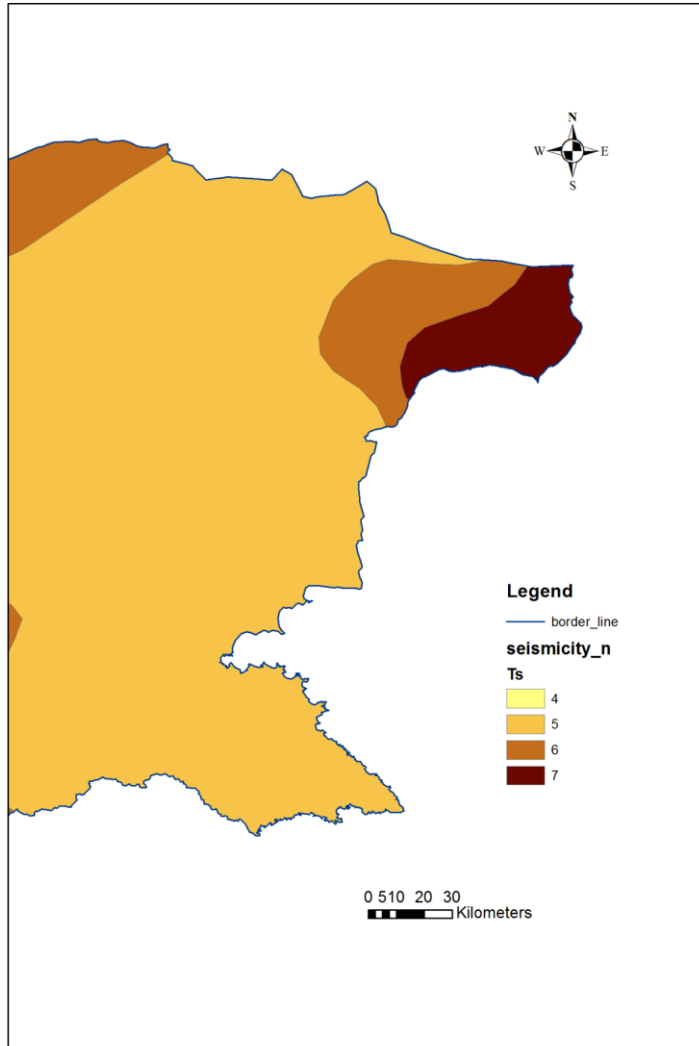 N
W E
S
Legend
border_line
seismicity_n
Ts
4
5
6
7
0 510 20 30
Kilometers